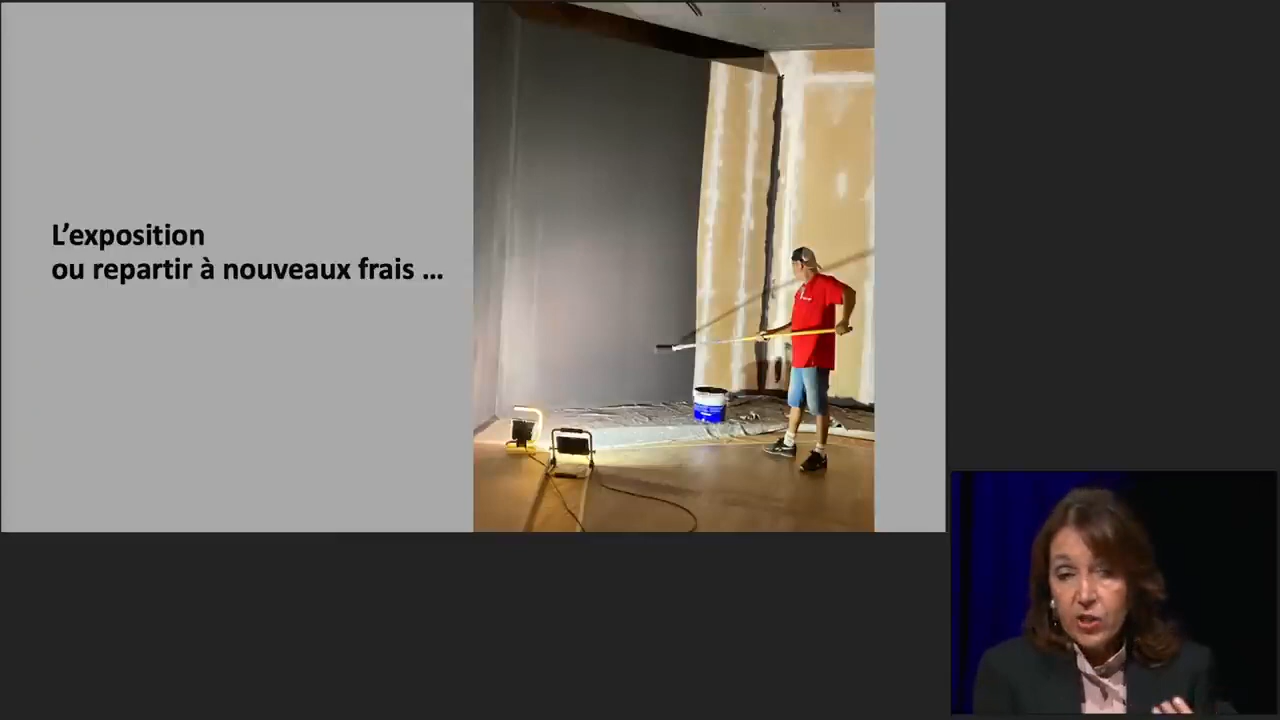 L’exposition
ou repartir à nouveaux frais ...